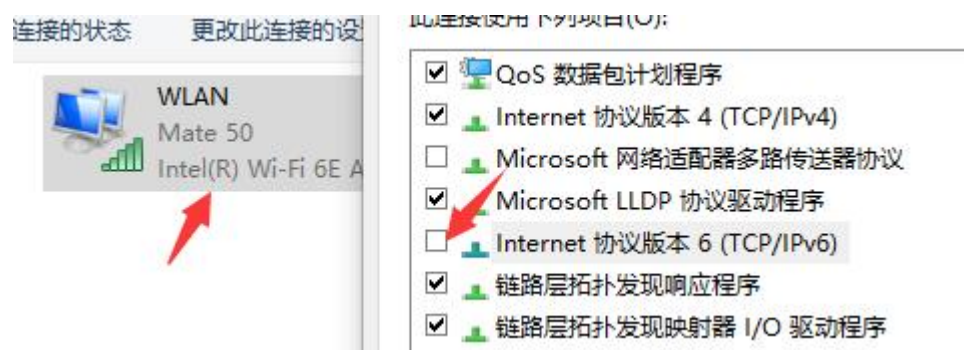 连接的状态 更改此连接的设
WLAN
Mate 50
Intel(R) Wi-Fi 6E A
此连接使用下列项目(O):
QoS 数据包计划程序
Internet 协议版本 4 (TCP/IPv4)
Microsoft 网络适配器多路传送器协议
Microsoft LLDP 协议驱动程序
Internet 协议版本 6 (TCP/IPv6)
链路层拓扑发现响应程序
链路层拓扑发现映射器 I/O 驱动程序